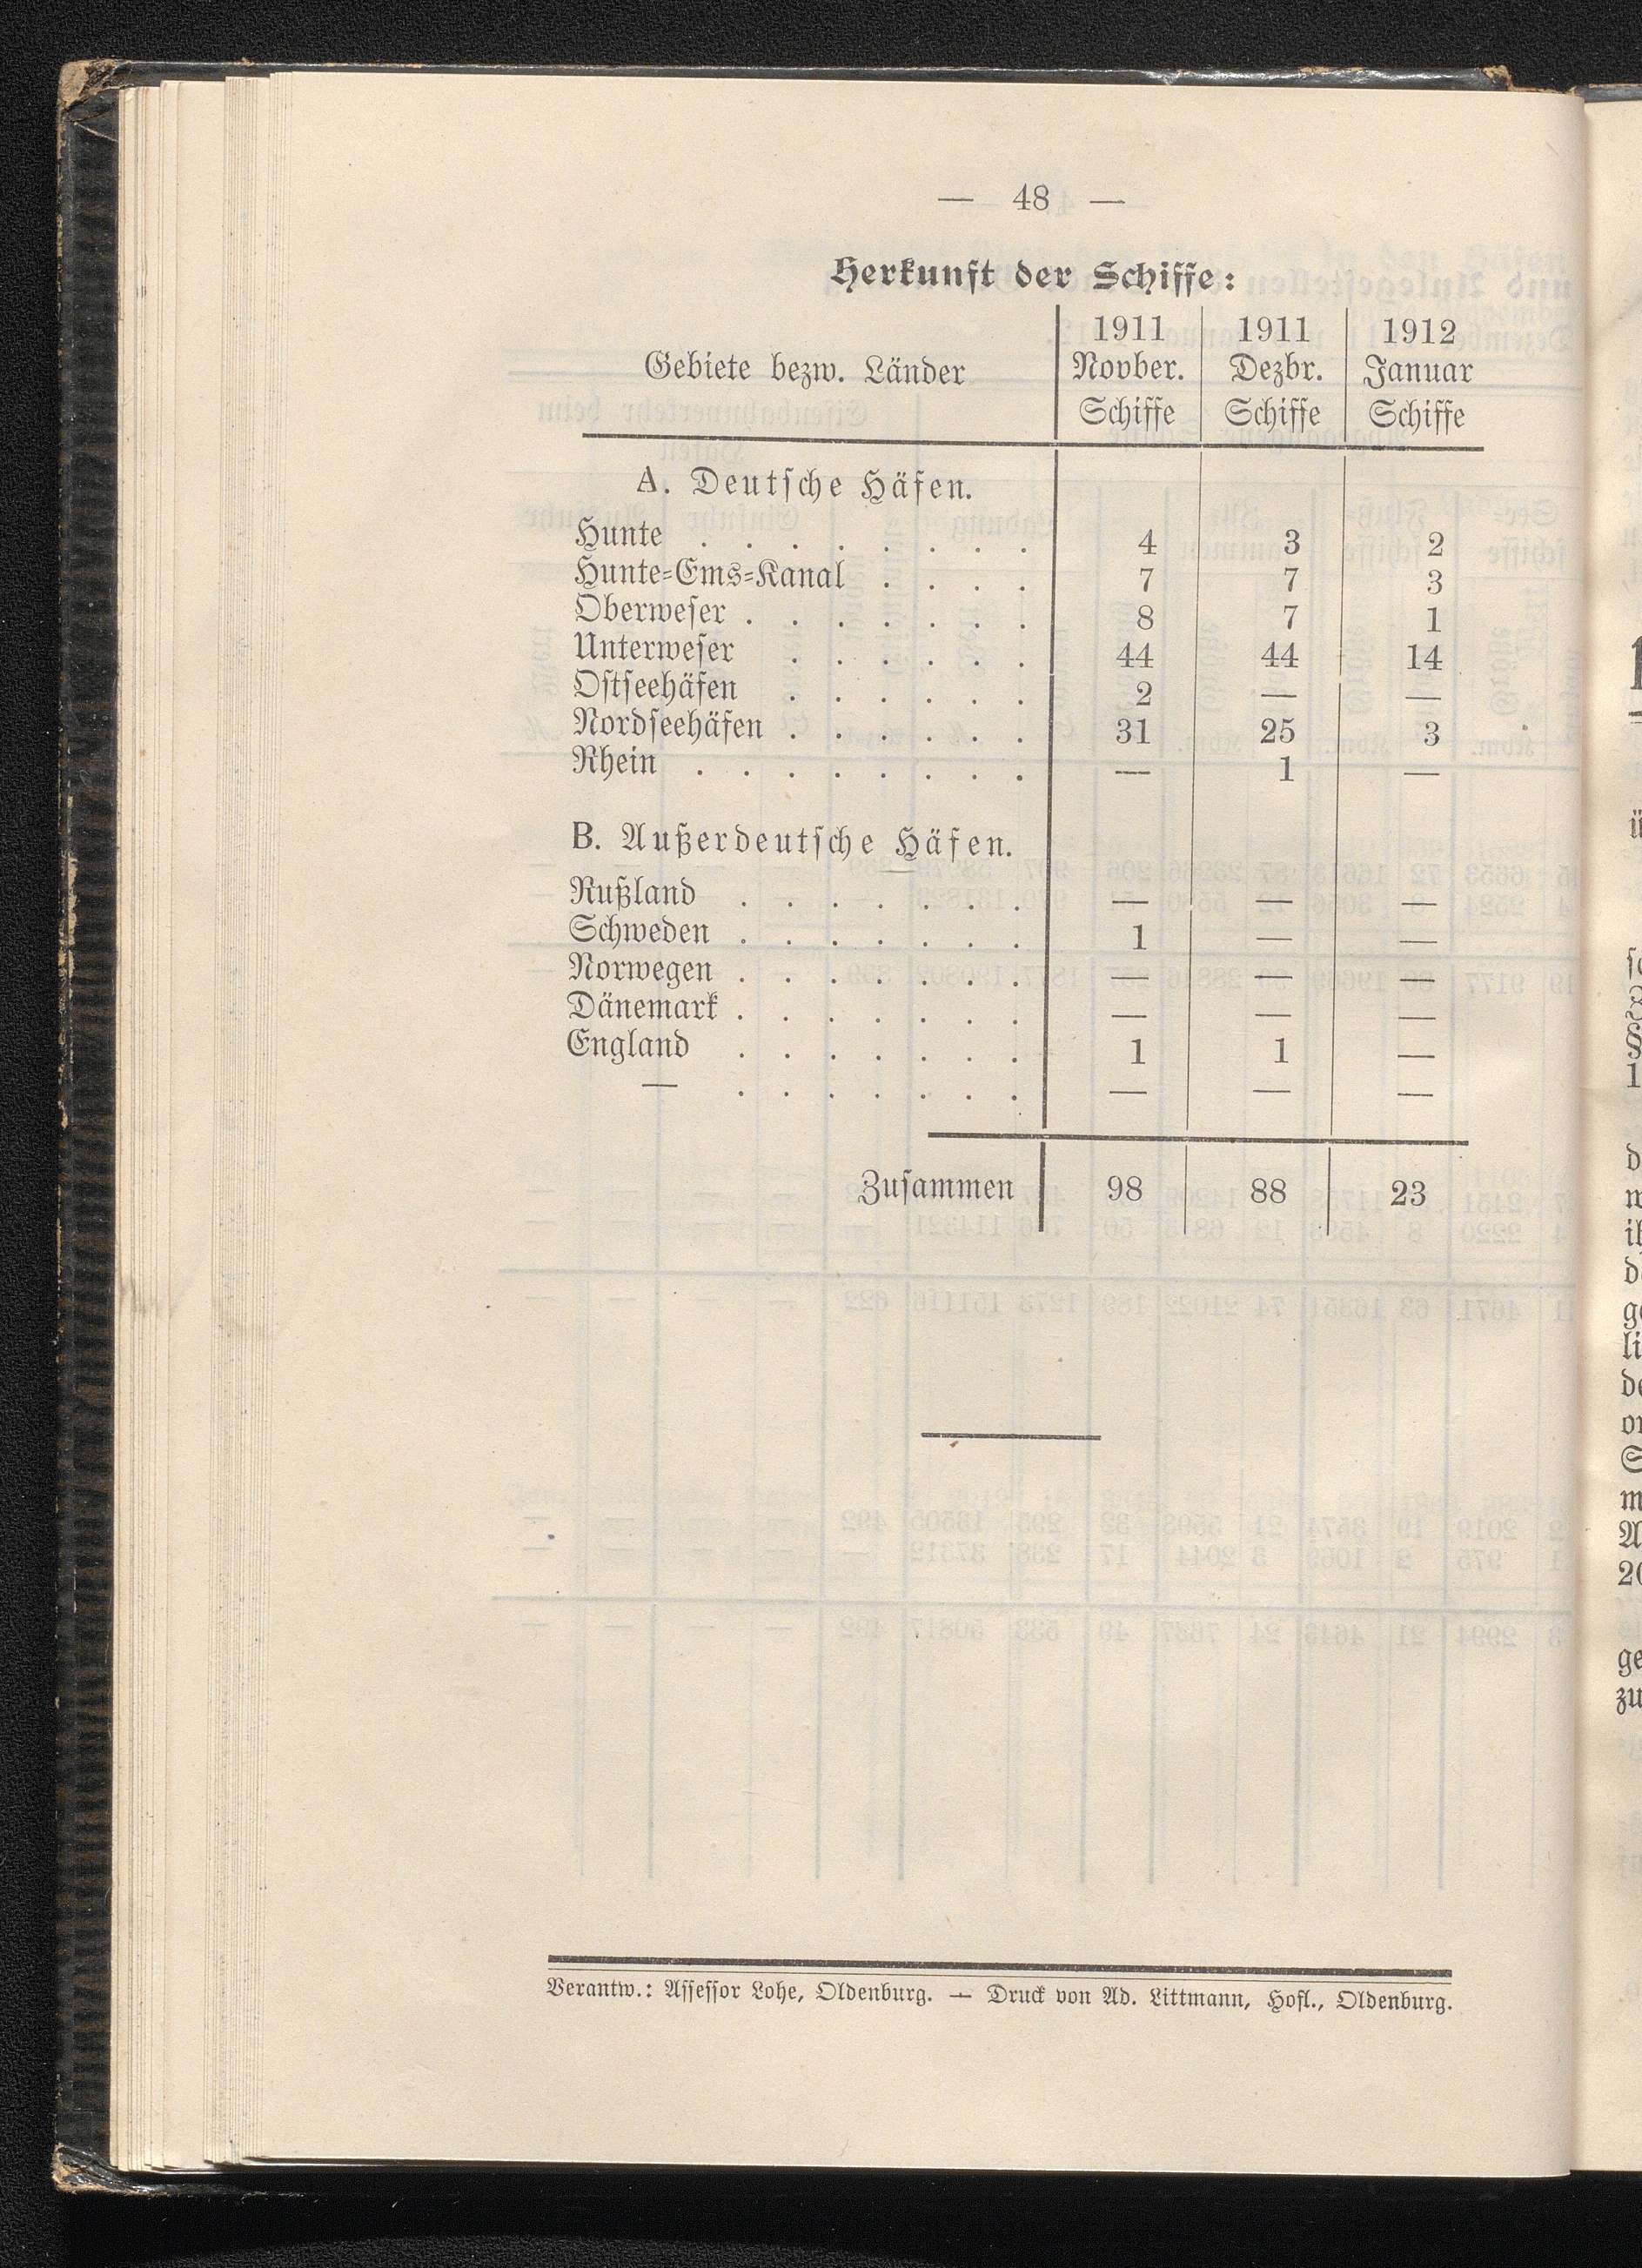 — 48 —
Herkunft der Schiffe:
Gebiete bezw. Länder
1911 1911 1912
Novber. Dezbr. Januar
Schiffe Schiffe Schiffe
A. Deutsche Häfen.
Hunte . . . . . . . . 4 3 2
Hunte-Ems-Kanal . . . . 7 7 3
Oberweser . . . . . . . 8 7 1
Unterweser . . . . . . 44 44 14
Ostseehäfen . . . . . . 2 — —
Nordseehäfen . . . . . . 31 25 3
Rhein . . . . . . . . — 1 —
B. Außerdeutsche Häfen.
Rußland . . . . . . . — — —
Schweden . . . . . . . 1 — —
Norwegen . . . . . . . — — —
Dänemark . . . . . . . — — —
England . . . . . . . 1 1 —
— . . . . . . . — — —
Zusammen 98 88 23
Verantw.: Assessor Lohe, Oldenburg. — Druck von Ad. Littmann, Hofl., Oldenburg.